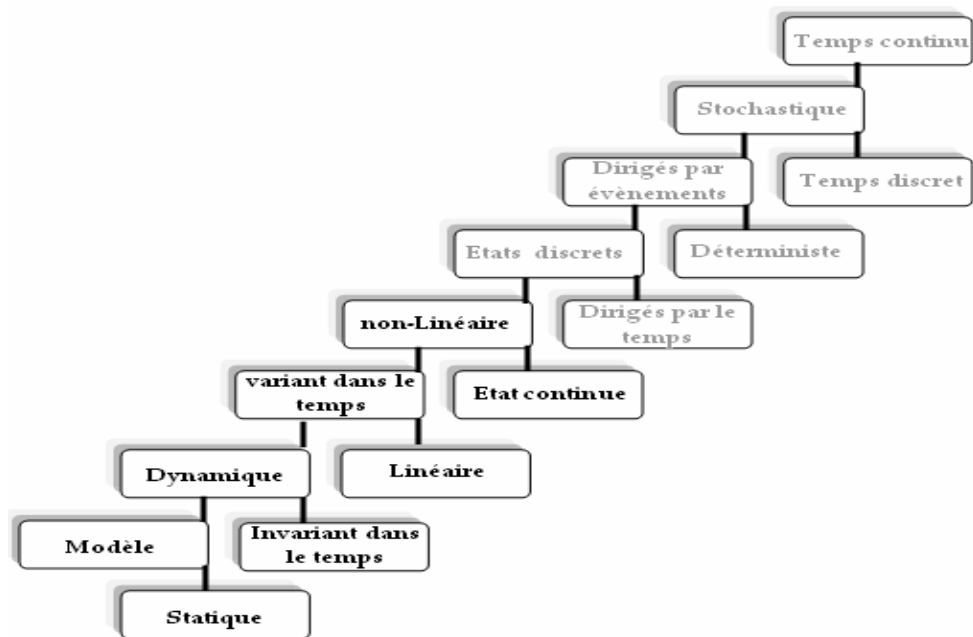 Temps continu
Stochastique
Dirigés par
évènements
Temps discret
Etats discrets
Déterministe
non-Linéaire
Dirigés par le
temps
variant dans le
temps
Etat continue
Dynamique
Linéaire
Modèle
Invariant dans
le temps
Statique